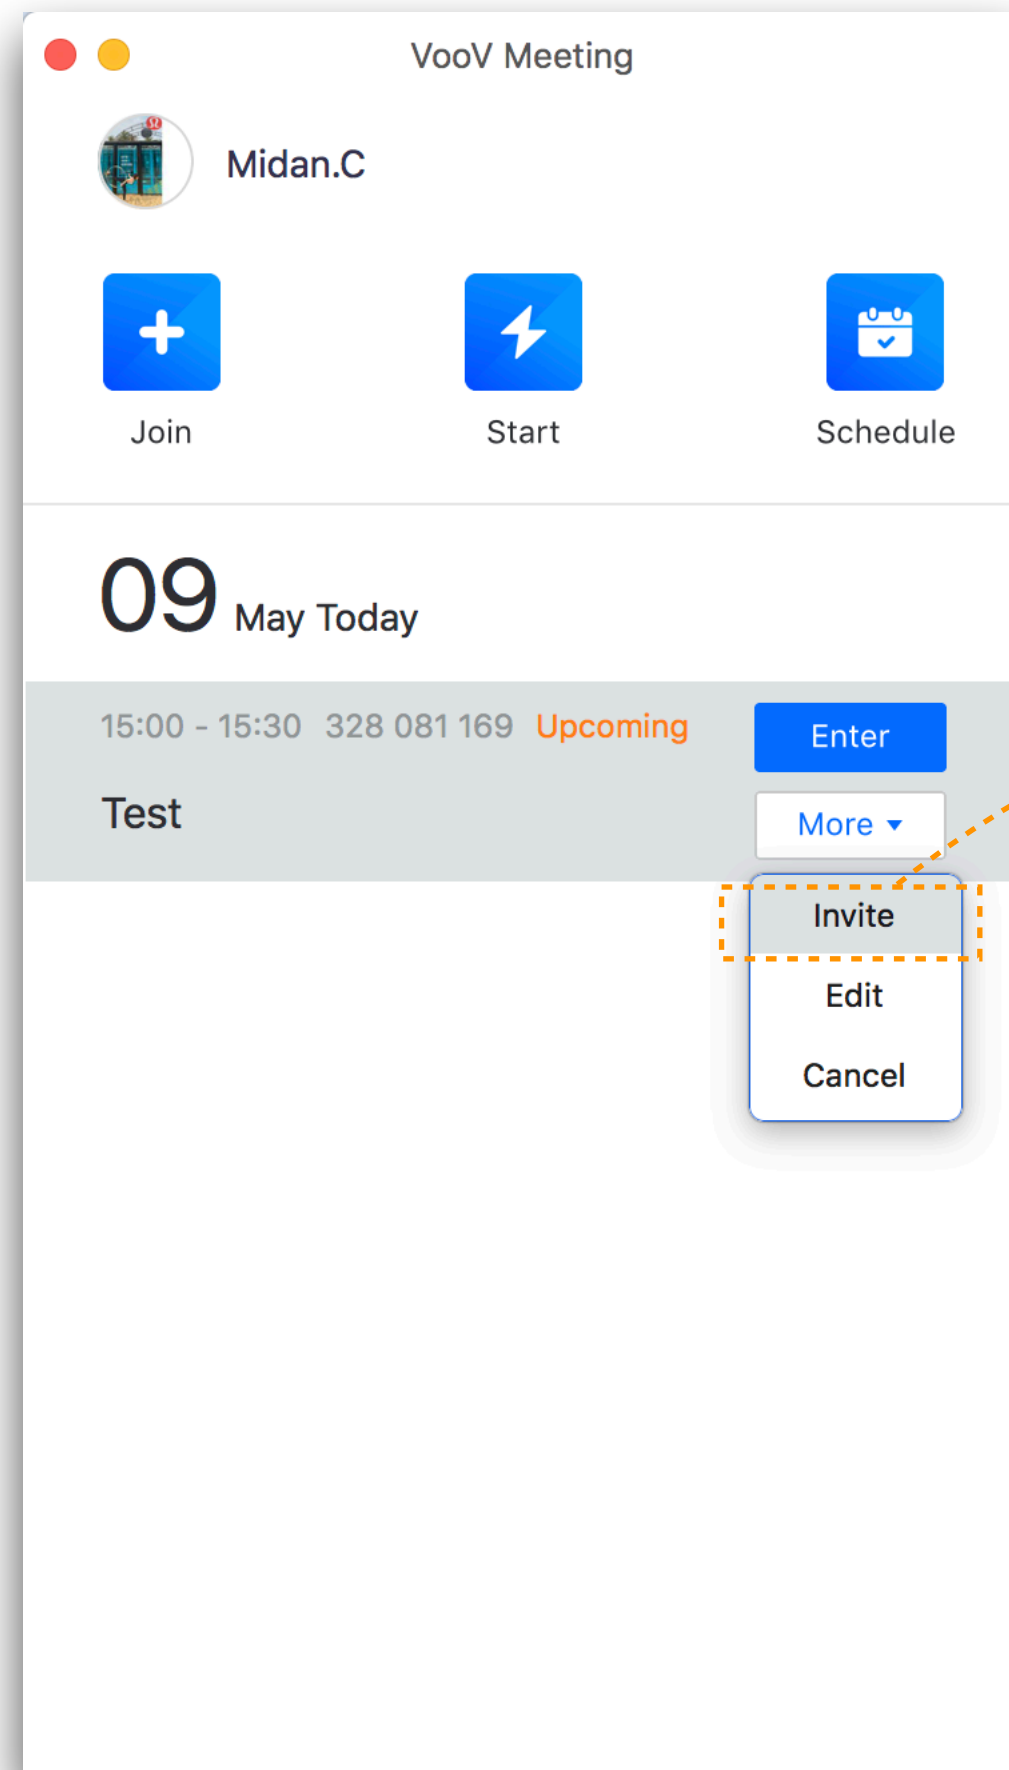 VooV Meeting
Midan.C
Join Start Schedule
09 May Today
15:00 - 15:30 328 081 169 Upcoming Enter
Test More
Invite
Edit
Cancel